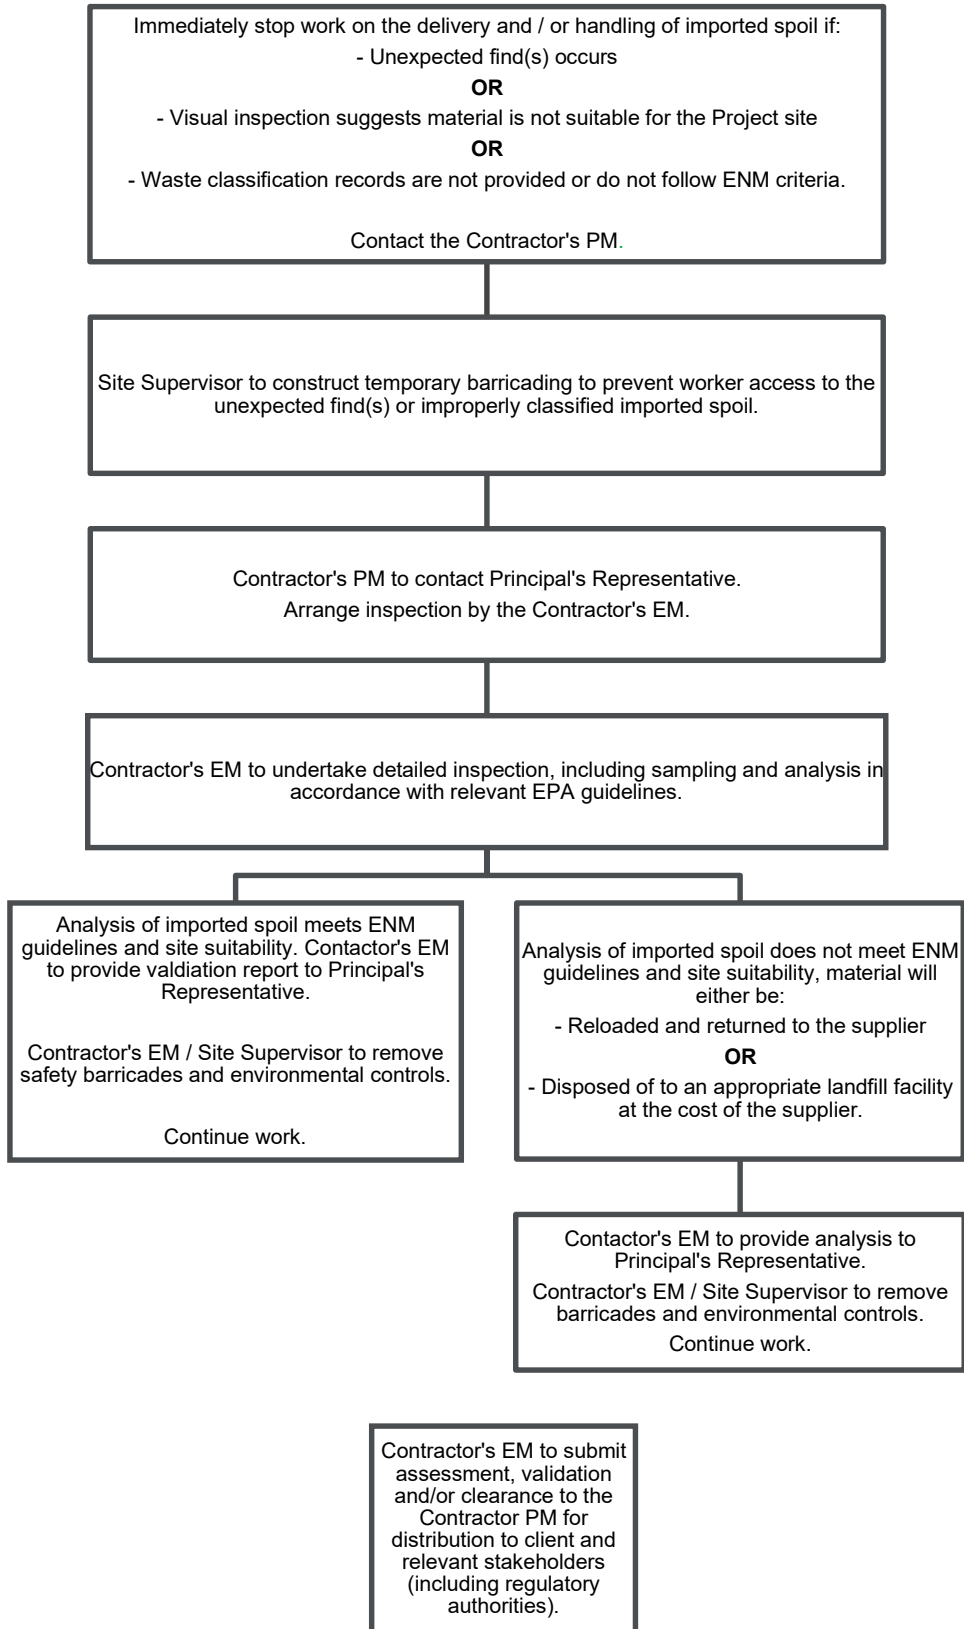 Immediately stop work on the delivery and / or handling of imported spoil if:
- Unexpected find(s) occurs
OR
- Visual inspection suggests material is not suitable for the Project site
OR
- Waste classification records are not provided or do not follow ENM criteria.
Contact the Contractor's PM.
Site Supervisor to construct temporary barricading to prevent worker access to the
unexpected find(s) or improperly classified imported spoil.
Contractor's PM to contact Principal's Representative.
Arrange inspection by the Contractor's EM.
Contractor's EM to undertake detailed inspection, including sampling and analysis in
accordance with relevant EPA guidelines.
Analysis of imported spoil meets ENM
guidelines and site suitability. Contactor's EM
to provide valdiation report to Principal's
Representative.
Contractor's EM / Site Supervisor to remove
safety barricades and environmental controls.
Continue work.
Analysis of imported spoil does not meet ENM
guidelines and site suitability, material will
either be:
- Reloaded and returned to the supplier
OR
- Disposed of to an appropriate landfill facility
at the cost of the supplier.
Contactor's EM to provide analysis to
Principal's Representative.
Contractor's EM / Site Supervisor to remove
barricades and environmental controls.
Continue work.
Contractor's EM to submit
assessment, validation
and/or clearance to the
Contractor PM for
distribution to client and
relevant stakeholders
(including regulatory
authorities).